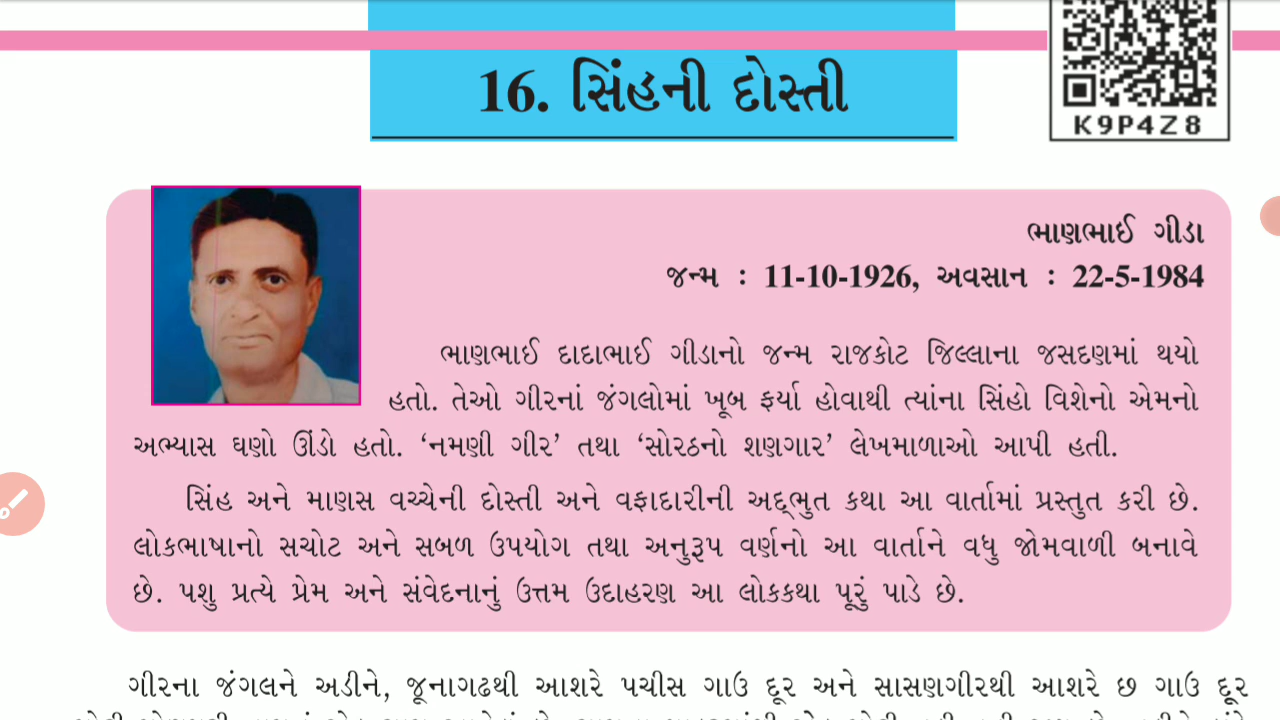 16. સિંહની દોસ્તી
K9P4Z8
ભાણભાઈ ગીડા
જન્મ : 11-10-1926, અવસાન : 22-5-1984
ભાણભાઈ દાદાભાઈ ગીડાનો જન્મ રાજકોટ જિલ્લાના જસદણમાં થયો
હતો. તેઓ ગીરનાં જંગલોમાં ખૂબ ફર્યા હોવાથી ત્યાંના સિંહો વિશેનો એમનો
અભ્યાસ ઘણો ઊંડો હતો. ‘નમણી ગીર’ તથા ‘સોરઠનો શણગાર’ લેખમાળાઓ આપી હતી.
સિંહ અને માણસ વચ્ચેની દોસ્તી અને વફાદારીની અદ્‌ભુત કથા આ વાર્તામાં પ્રસ્તુત કરી છે.
લોકભાષાનો સચોટ અને સબળ ઉપયોગ તથા અનુરૂપ વર્ણનો આ વાર્તાને વધુ જોમવાળી બનાવે
છે. પશુ પ્રત્યે પ્રેમ અને સંવેદનાનું ઉત્તમ ઉદાહરણ આ લોકકથા પૂરું પાડે છે.
ગીરના જંગલને અડીને, જૂનાગઢથી આશરે પચીસ ગાઉ દૂર અને સાસણગીરથી આશરે છ ગાઉ દૂર